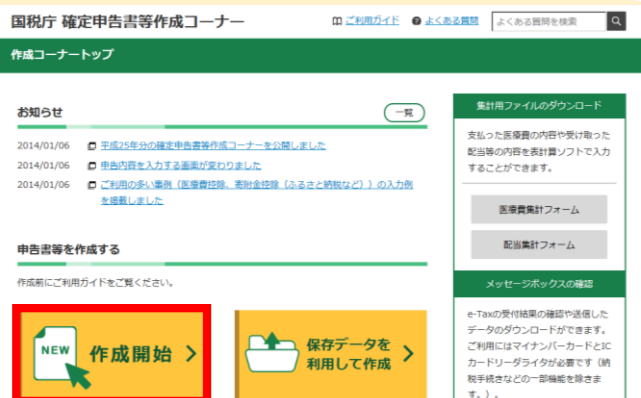 国税庁 確定申告書等作成コーナー
ご利用ガイド
よくある質問
よくある質問を検索
作成コーナートップ
お知らせ
一覧
2014/01/06 平成25年分の確定申告書等作成コーナーを公開しました
2014/01/06 申告内容を入力する画面が変わりました
2014/01/06 ご利用の多い事例（医療費控除、寄附金控除（ふるさと納税など））の入力例
を掲載しました
申告書等を作成する
作成前にご利用ガイドをご覧ください。
NEW 作成開始
保存データを
利用して作成
集計用ファイルのダウンロード
支払った医療費の内容や受け取った
配当等の内容を表計算ソフトで入力
することができます。
医療費集計フォーム
配当集計フォーム
メッセージボックスの確認
e-Taxの受付結果の確認や送信した
データのダウンロードができます。
ご利用にはマイナンバーカードとIC
カードリーダライタが必要です（納
税手続きなどの一部機能を除きま
す。）。